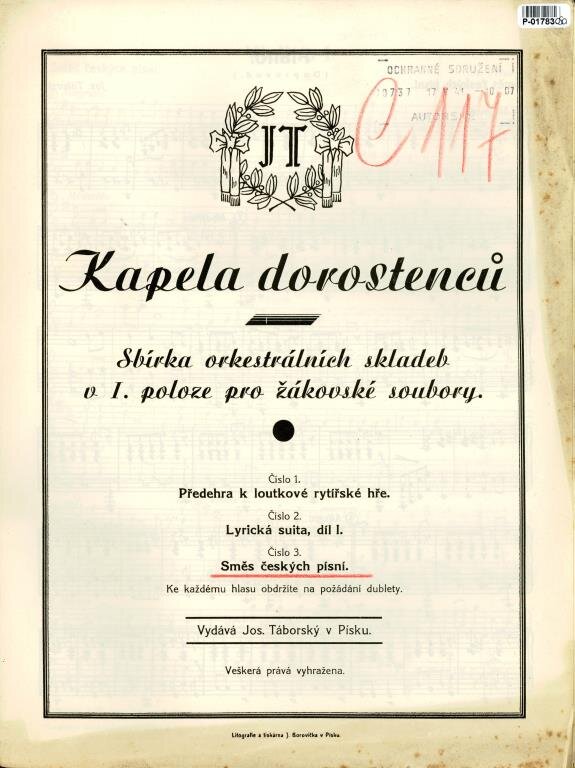 P-01783
OCHRANNÉ SDRUŽENÍ
AUTORSKÉ
C 117
JT
Kapela dorostenců
Sbírka orkestrálních skladeb
v I. poloze pro žákovské soubory.
Číslo 1.
Předehra k loutkové rytířské hře.
Číslo 2.
Lyrická suita, díl I.
Číslo 3.
Směs českých písní.
Ke každému hlasu obdržíte na požádání dublety.
Vydává Jos. Táborský v Písku.
Veškerá práva vyhražena.
Litografie a tiskárna J. Borovička v Písku.